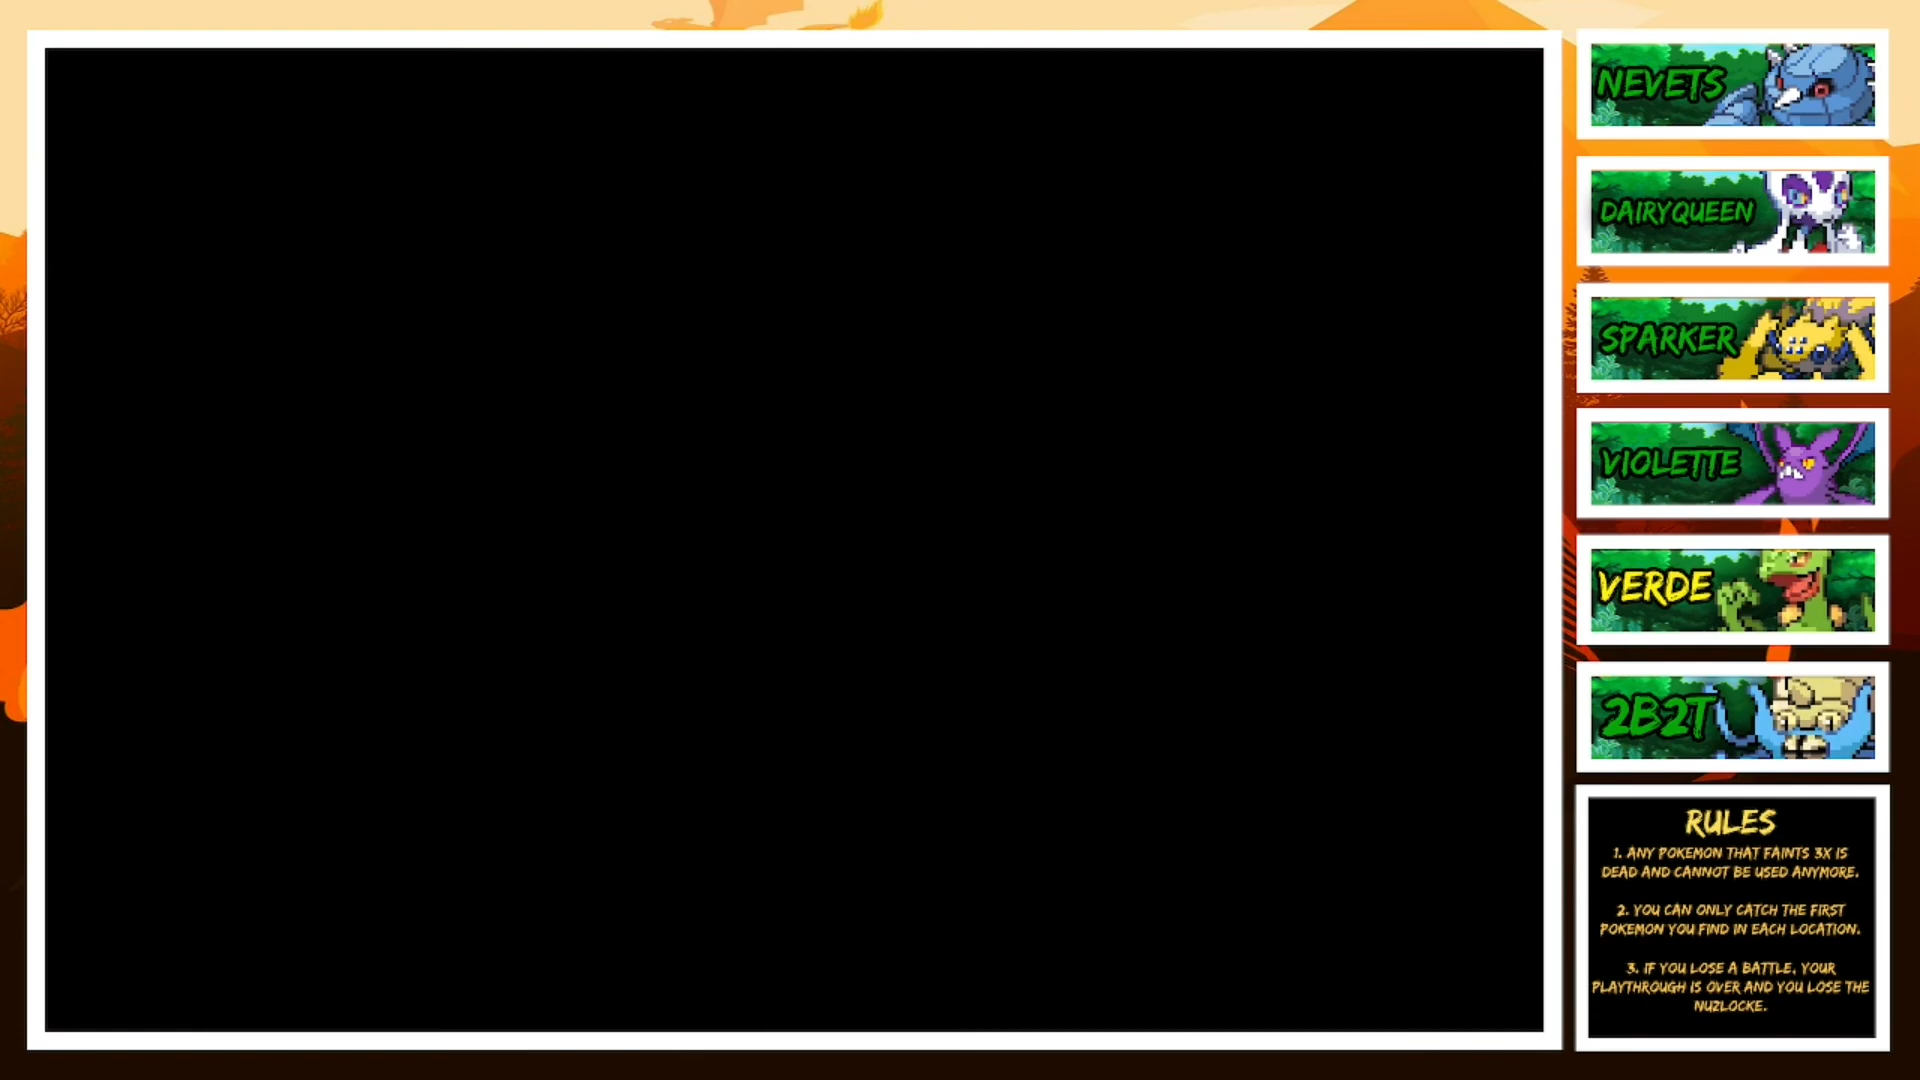 NEVETS
DAIRYQUEEN
SPARKER
VIOLETTE
VERDE
2B2T
RULES
1. ANY POKEMON THAT FAINTS 3X IS
DEAD AND CANNOT BE USED ANYMORE.
2. YOU CAN ONLY CATCH THE FIRST
POKEMON YOU FIND IN EACH LOCATION.
3. IF YOU LOSE A BATTLE, YOUR
PLAYTHROUGH IS OVER AND YOU LOSE THE
NUZLOCKE.